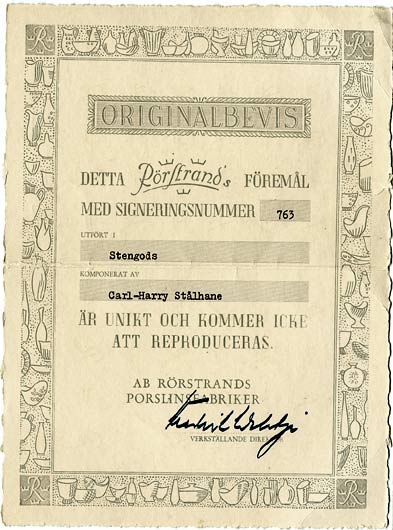 ORIGINALBEVIS
DETTA Rörstrand's FÖREMÅL
MED SIGNERINGSNUMMER 763
UTFÖRT I
Stengods
KOMPONERAT AV
Carl-Harry Stålhane
ÄR UNIKT OCH KOMMER ICKE
ATT REPRODUCERAS.
AB RÖRSTRANDS
PORSLINSFABRIKER
VERKSTÄLLANDE DIREKTÖR